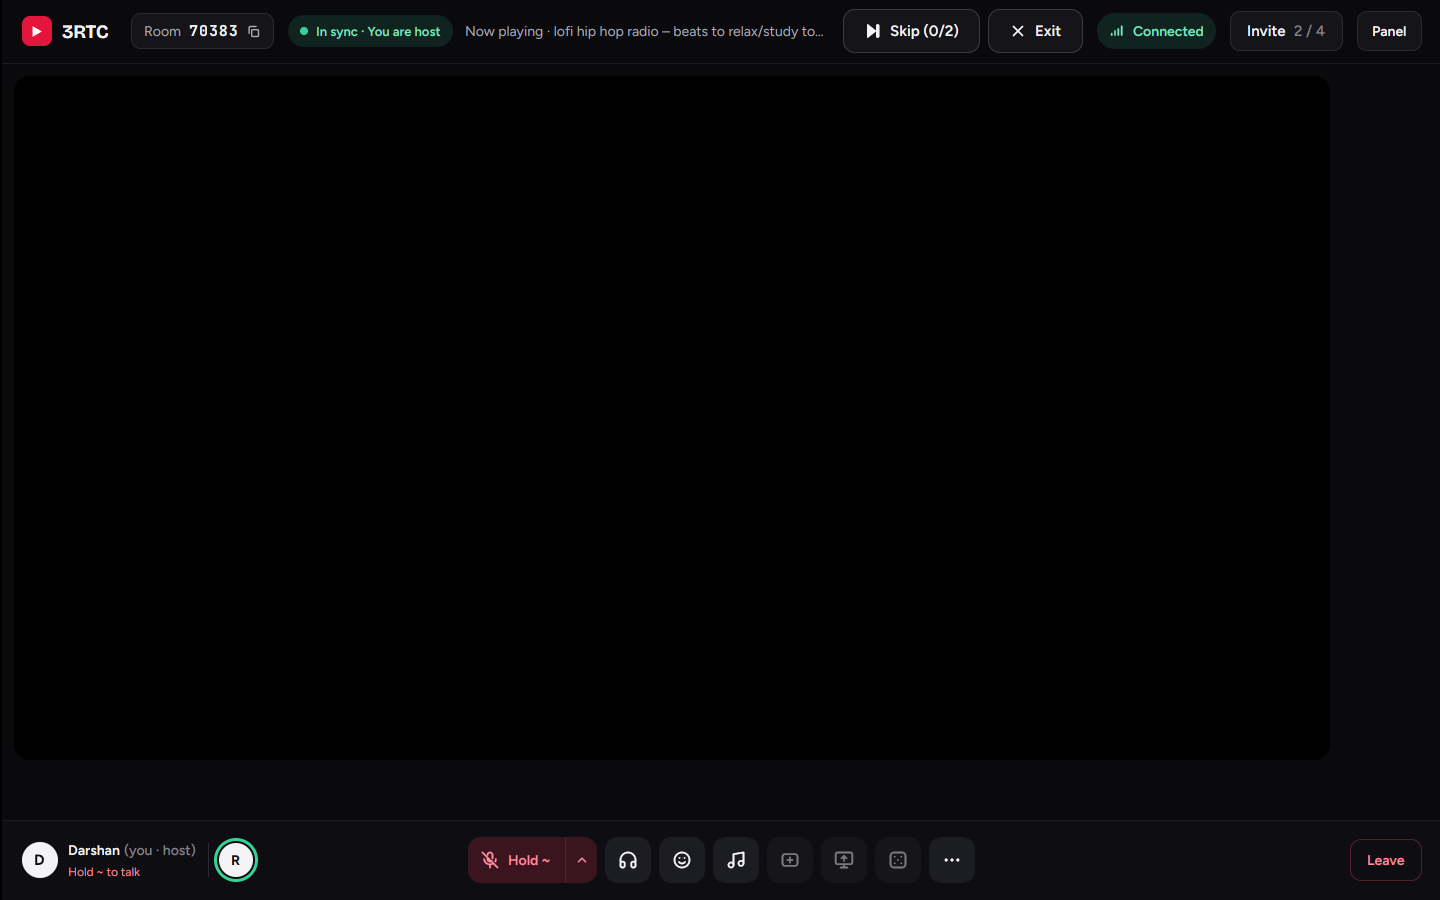 3RTC
Room 70383
In sync · You are host
Now playing · lofi hip hop radio – beats to relax/study to...
Skip (0/2)
Exit
Connected
Invite 2 / 4
Panel
D
Darshan (you · host)
Hold ~ to talk
R
Hold ~
Leave